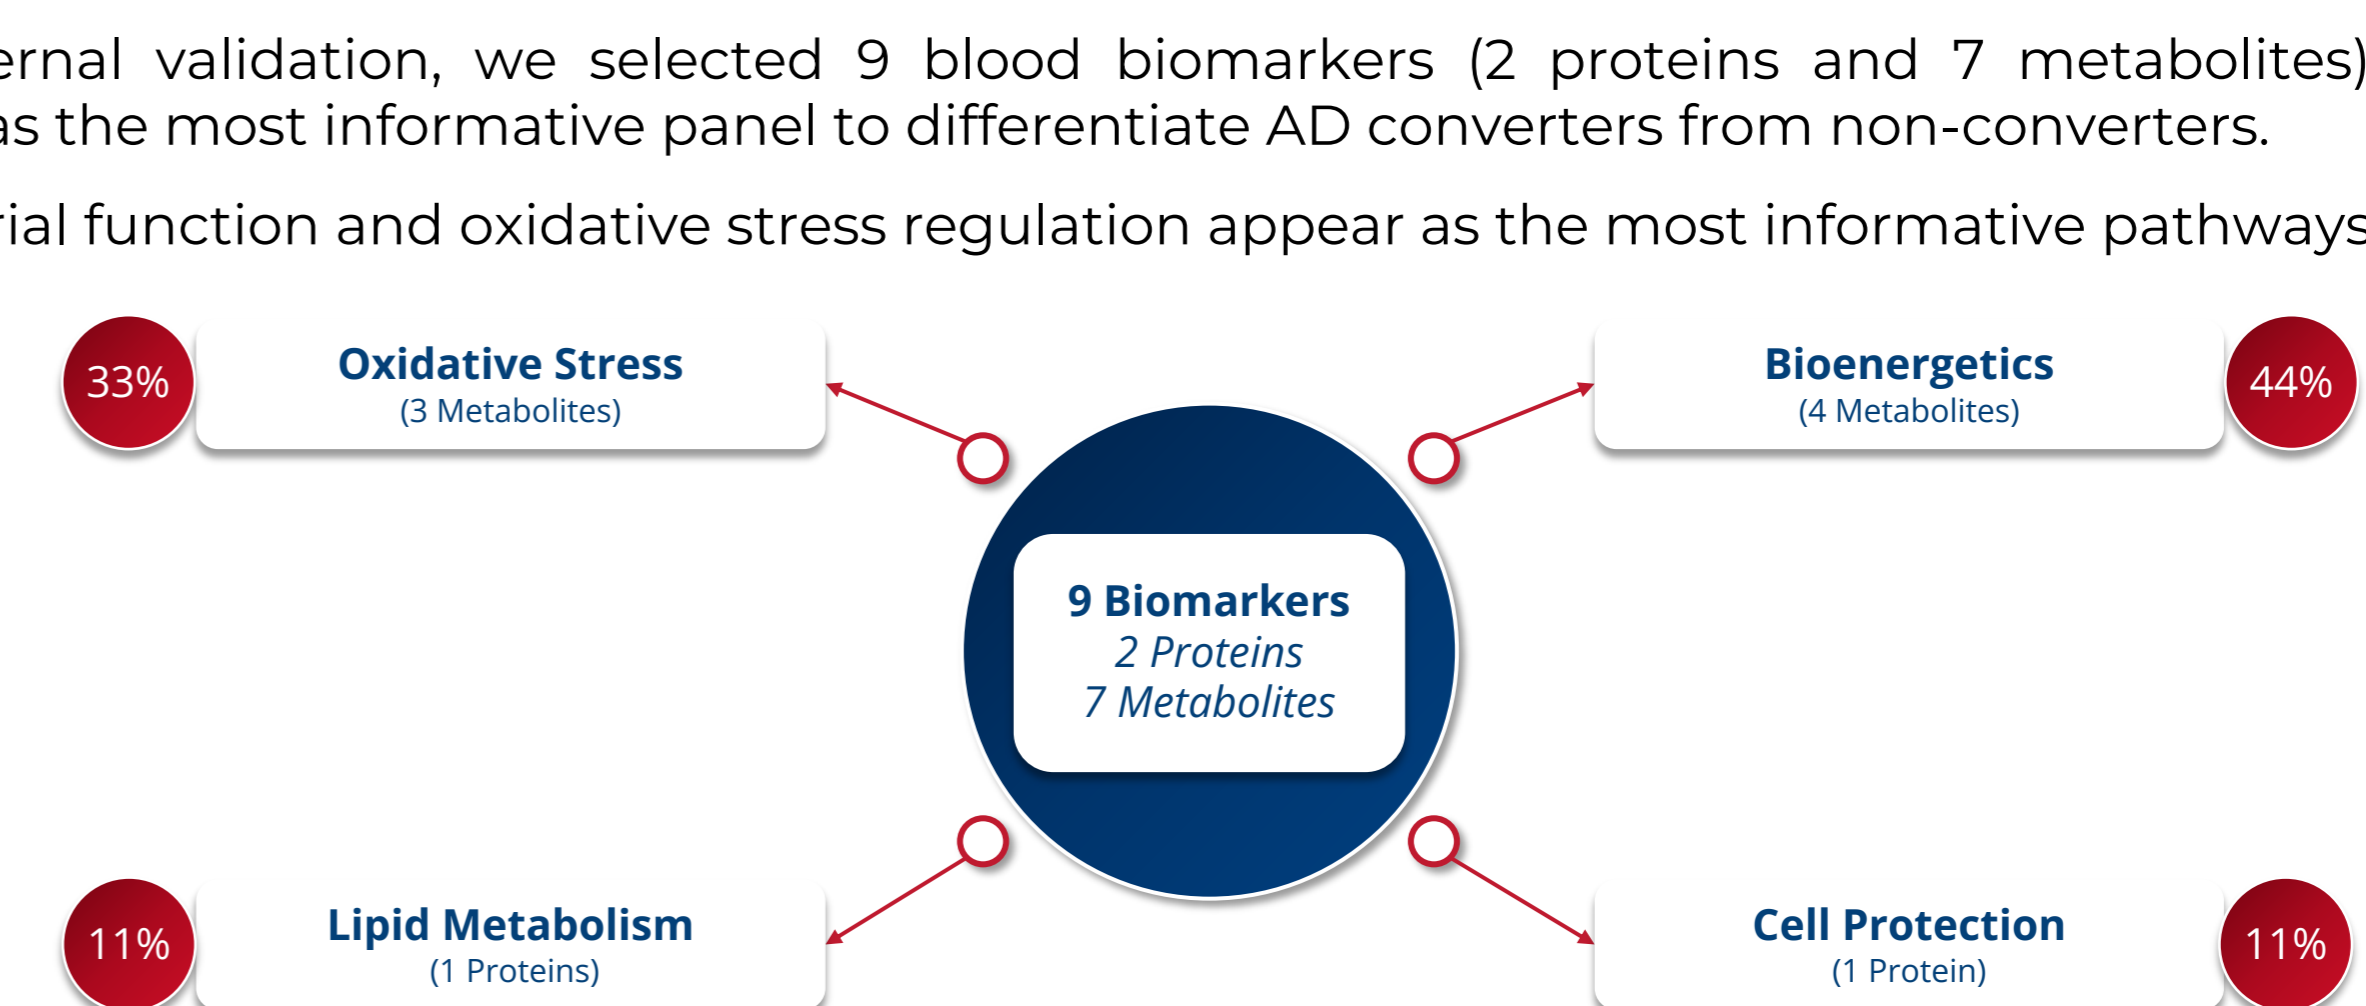 ernal validation, we selected 9 blood biomarkers (2 proteins and 7 metabolites)
as the most informative panel to differentiate AD converters from non-converters.
rial function and oxidative stress regulation appear as the most informative pathways
33%
Oxidative Stress
(3 Metabolites)
Bioenergetics
(4 Metabolites)
44%
9 Biomarkers
2 Proteins
7 Metabolites
11%
Lipid Metabolism
(1 Proteins)
Cell Protection
(1 Protein)
11%